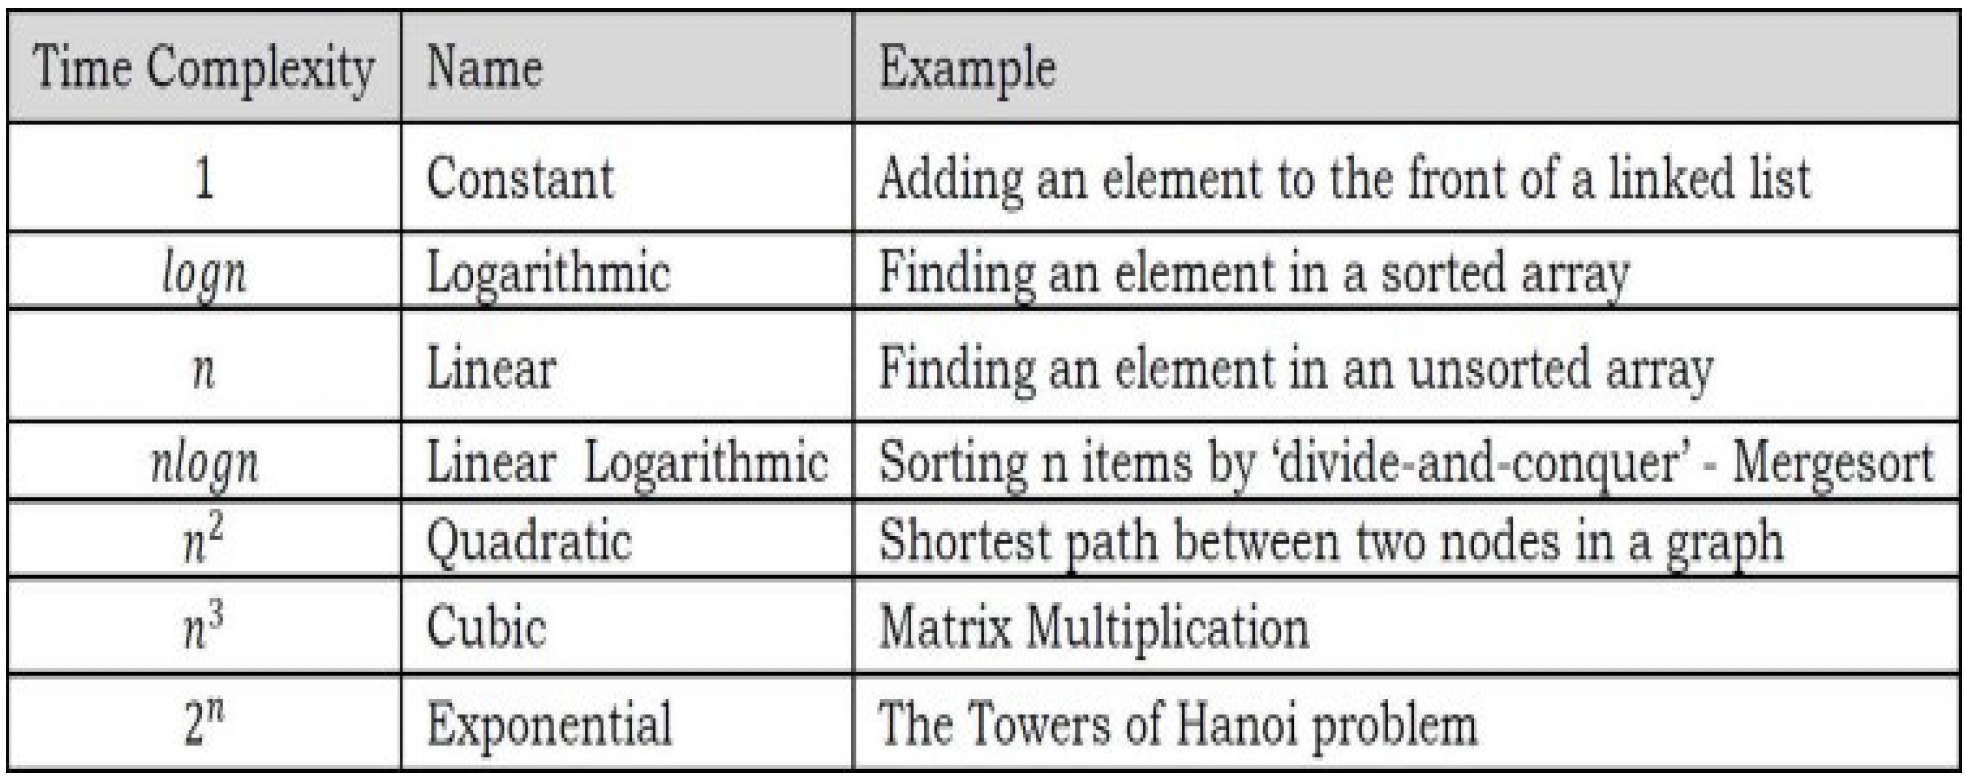 Time Complexity Name Example
1 Constant Adding an element to the front of a linked list
logn Logarithmic Finding an element in a sorted array
n Linear Finding an element in an unsorted array
nlogn Linear Logarithmic Sorting n items by ‘divide-and-conquer’ - Mergesort
n² Quadratic Shortest path between two nodes in a graph
n³ Cubic Matrix Multiplication
2ⁿ Exponential The Towers of Hanoi problem